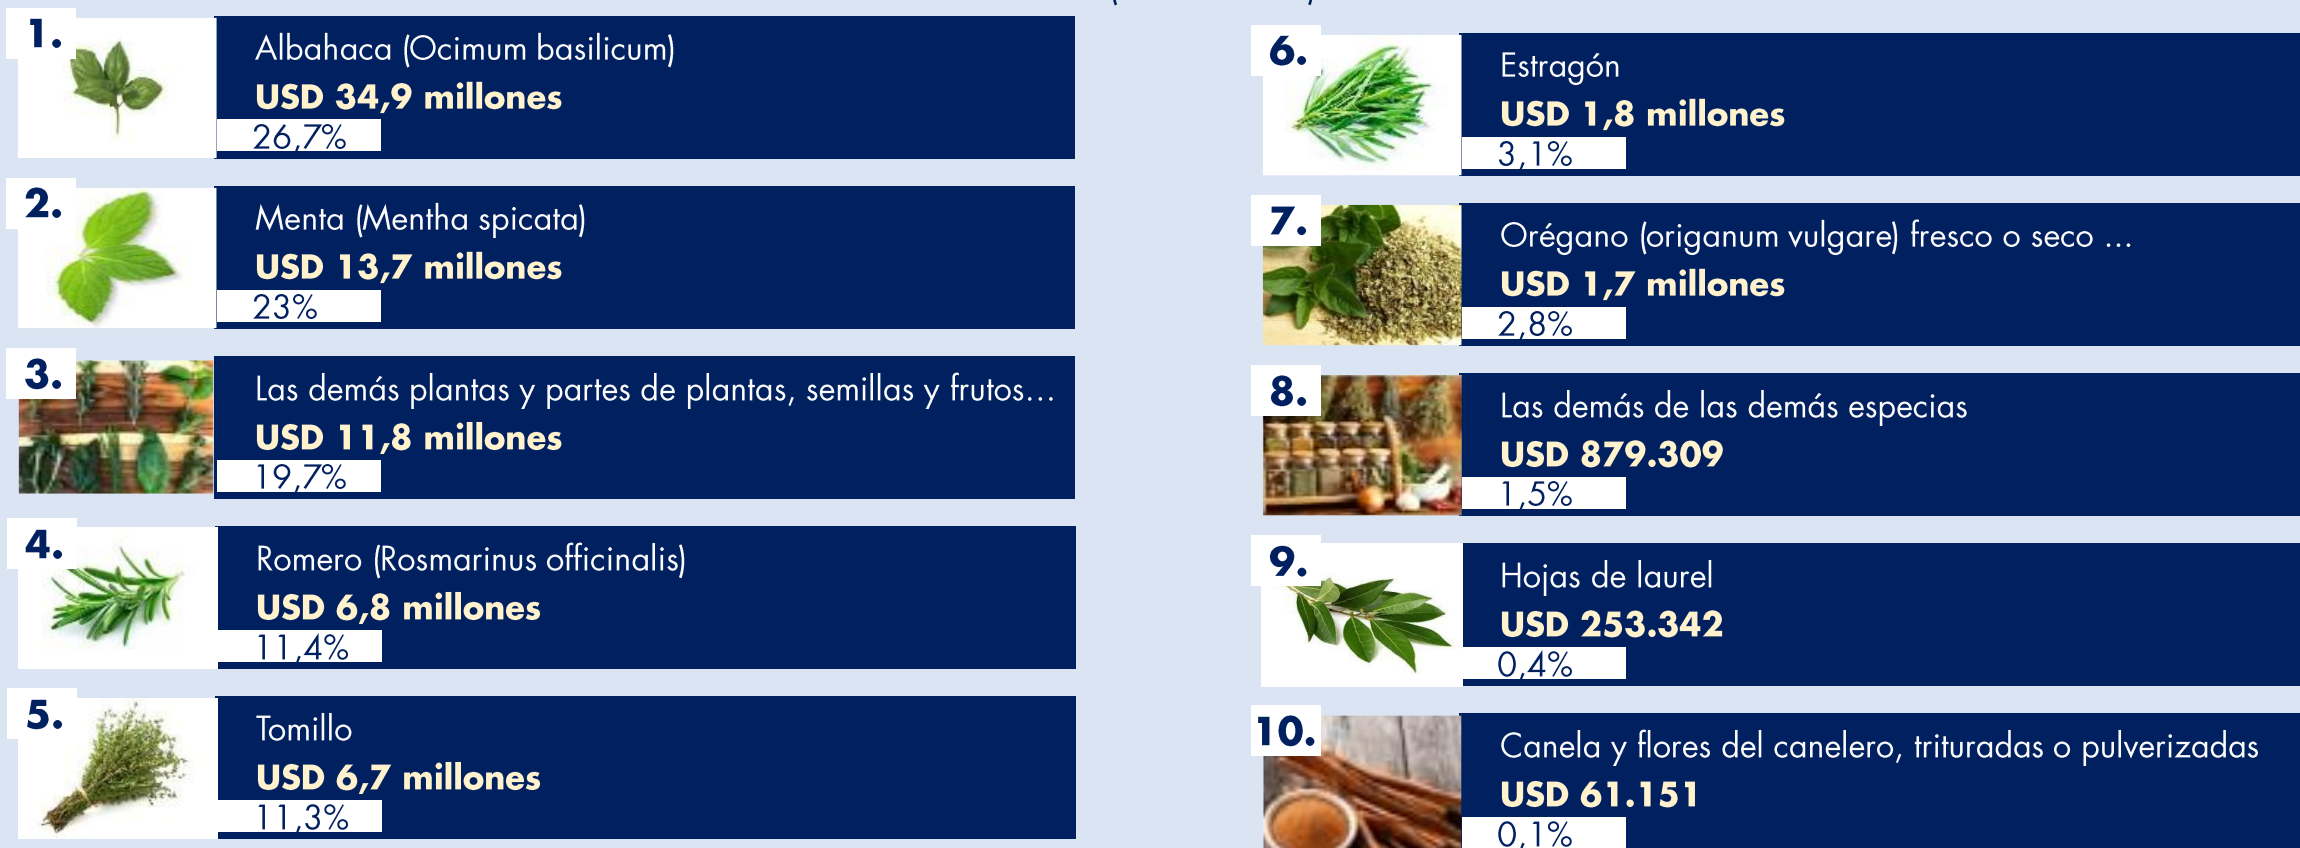 1.
Albahaca (Ocimum basilicum)
USD 34,9 millones
26,7%
2.
Menta (Mentha spicata)
USD 13,7 millones
23%
3.
Las demás plantas y partes de plantas, semillas y frutos...
USD 11,8 millones
19,7%
4.
Romero (Rosmarinus officinalis)
USD 6,8 millones
11,4%
5.
Tomillo
USD 6,7 millones
11,3%
6.
Estragón
USD 1,8 millones
3,1%
7.
Orégano (origanum vulgare) fresco o seco ...
USD 1,7 millones
2,8%
8.
Las demás de las demás especias
USD 879.309
1,5%
9.
Hojas de laurel
USD 253.342
0,4%
10.
Canela y flores del canelero, trituradas o pulverizadas
USD 61.151
0,1%